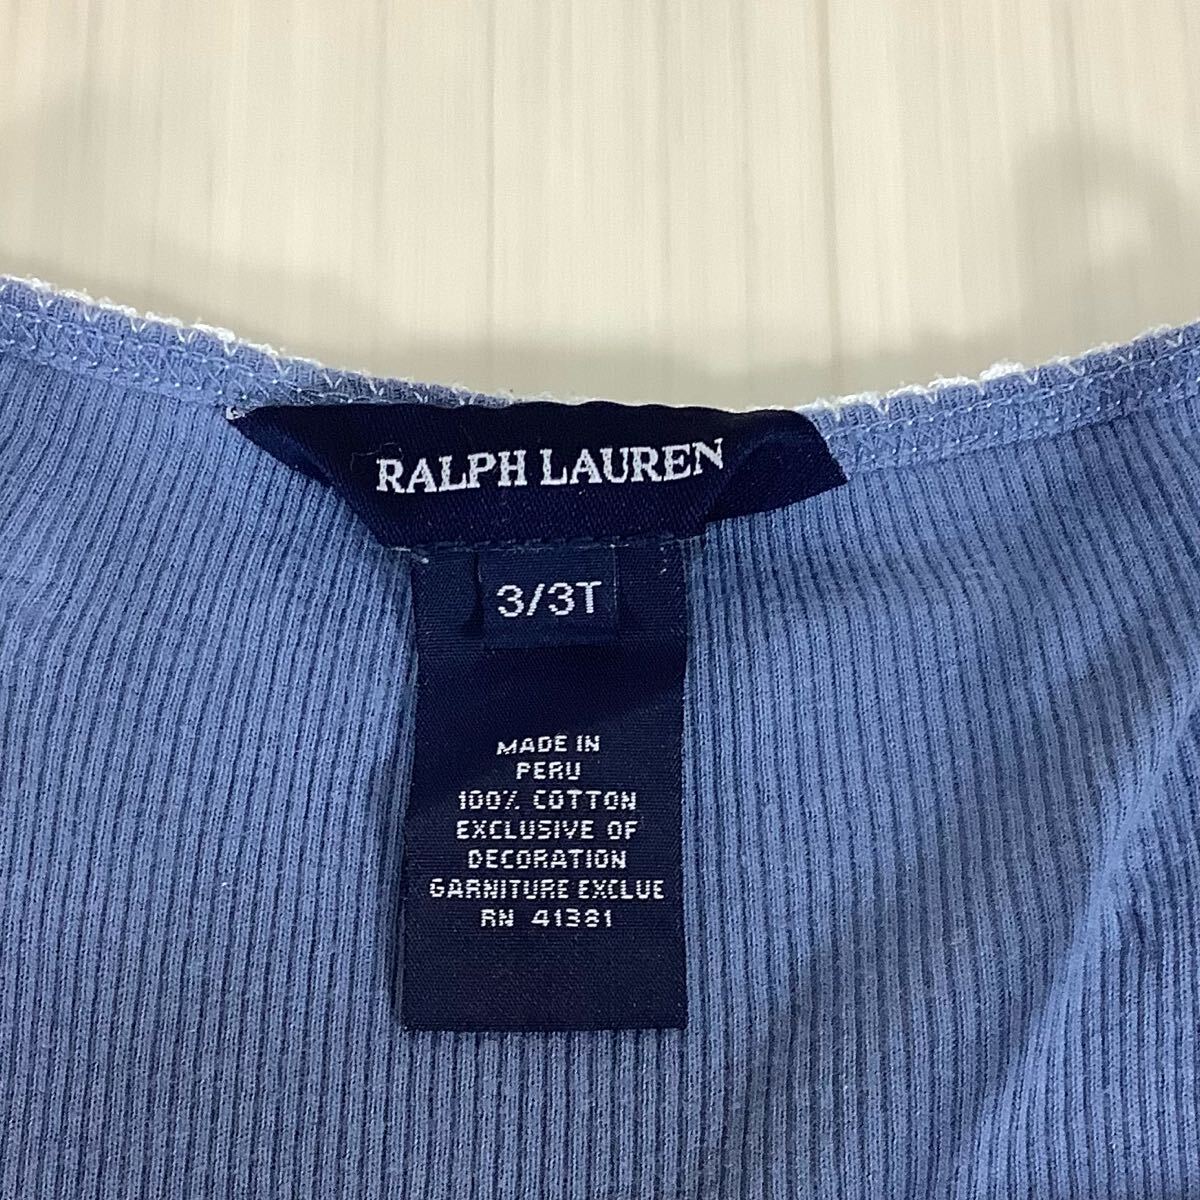 RALPH LAUREN
3/3T
MADE IN
PERU
100% COTTON
EXCLUSIVE OF
DECORATION
GARNITURE EXCLUE
RN 41381